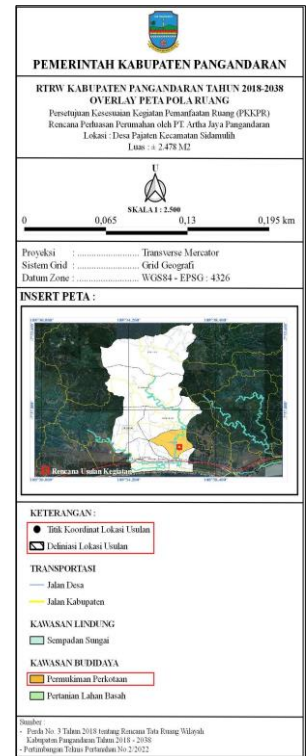 PEMERINTAH KABUPATEN PANGANDARAN
RTRW KABUPATEN PANGANDARAN TAHUN 2018-2038
OVERLAY PETA POLA RUANG
Persetujuan Kesesuaian Kegiatan Pemanfaatan Ruang (PKKPR)
Rencana Perluasan Perumahan oleh PT. Artha Jaya Pangandaran
Lokasi : Desa Pajaten Kecamatan Sidamulih
Luas : ± 2.478 M2
U
SKALA 1 : 2.500
0 0,065 0,13 0,195 km
Proyeksi : ........................ Transverse Mercator
Sistem Grid : ........................ Grid Geografi
Datum Zone : ........................ WGS84 - EPSG : 4326
INSERT PETA :
Rencana Usulan Kegiatan
KETERANGAN :
Titik Koordinat Lokasi Usulan
Deliniasi Lokasi Usulan
TRANSPORTASI
Jalan Desa
Jalan Kabupaten
KAWASAN LINDUNG
Sempadan Sungai
KAWASAN BUDIDAYA
Permukiman Perkotaan
Pertanian Lahan Basah
Sumber :
- Perda No. 3 Tahun 2018 tentang Rencana Tata Ruang Wilayah
Kabupaten Pangandaran Tahun 2018 - 2038
- Pertimbangan Teknis Pertanahan No.2/2022